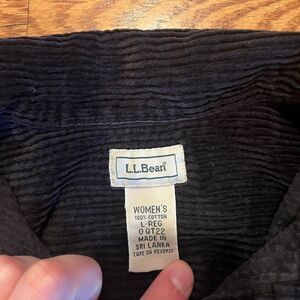 L.L.Bean®
WOMEN'S
100% COTTON
L-REG
0QT22
MADE IN
SRI LANKA
CARE ON REVERSE